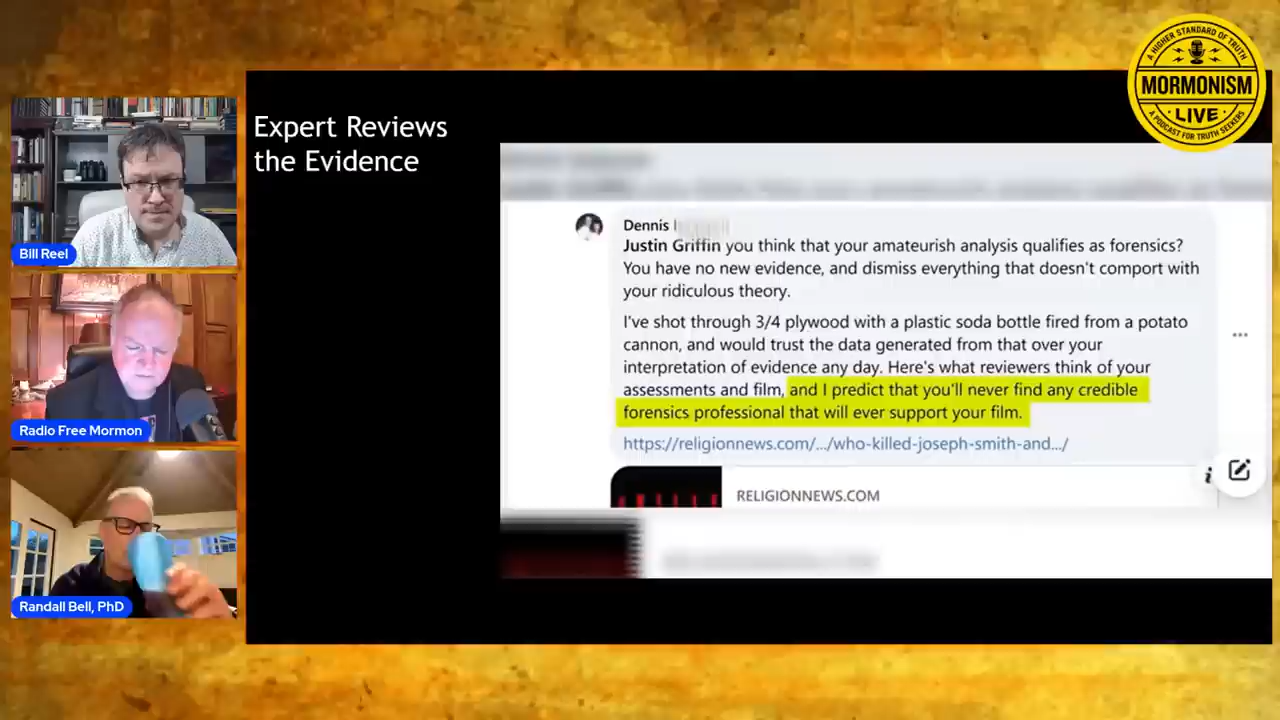 A HIGHER STANDARD OF TRUTH
MORMONISM
LIVE
A PODCAST FOR TRUTH SEEKERS
Expert Reviews
the Evidence
Bill Reel
Radio Free Mormon
Randall Bell, PhD
Dennis
Justin Griffin you think that your amateurish analysis qualifies as forensics?
You have no new evidence, and dismiss everything that doesn't comport with
your ridiculous theory.
I've shot through 3/4 plywood with a plastic soda bottle fired from a potato
cannon, and would trust the data generated from that over your
interpretation of evidence any day. Here's what reviewers think of your
assessments and film, and I predict that you'll never find any credible
forensics professional that will ever support your film.
https://religionnews.com/.../who-killed-joseph-smith-and.../
RELIGIONNEWS.COM